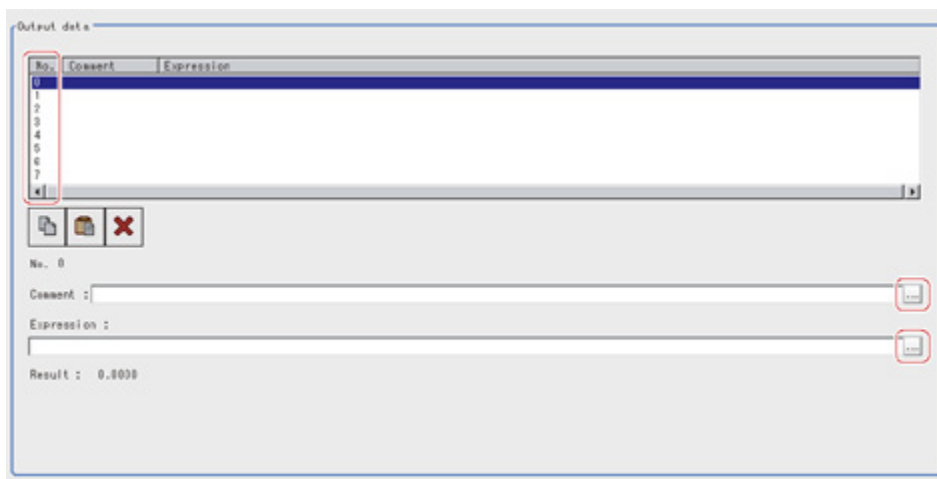 Output data
No. Comment Expression
0
1
2
3
4
5
6
7
No. 0
Comment :
...
Expression :
...
Result : 0.0000